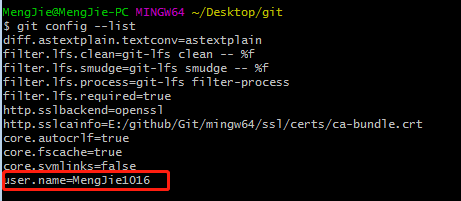 MengJie@MengJie-PC MINGW64 ~/Desktop/git
$ git config --list
diff.astextplain.textconv=astextplain
filter.lfs.clean=git-lfs clean -- %f
filter.lfs.smudge=git-lfs smudge -- %f
filter.lfs.process=git-lfs filter-process
filter.lfs.required=true
http.sslbackend=openssl
http.sslcainfo=E:/github/Git/mingw64/ssl/certs/ca-bundle.crt
core.autocrlf=true
core.fscache=true
core.symlinks=false
user.name=MengJie1016